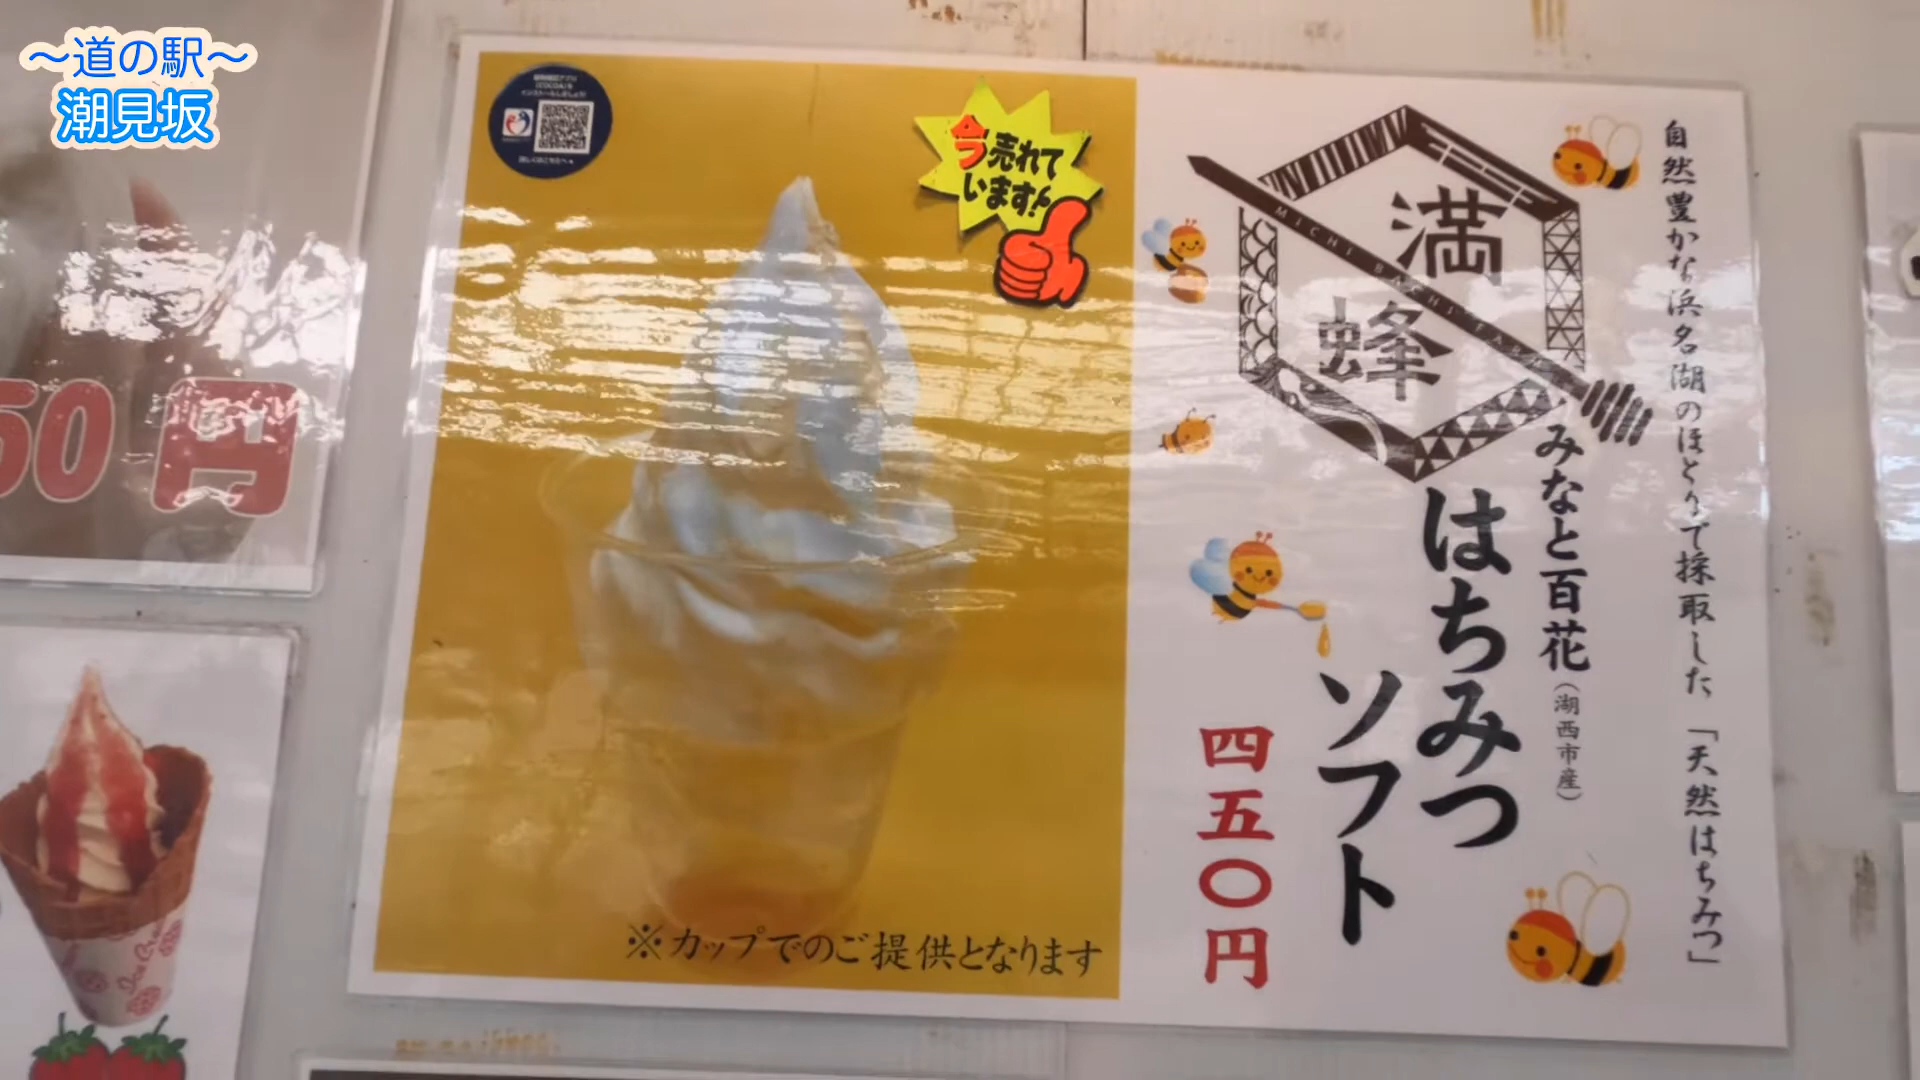 ～道の駅～
潮見坂
50円
今売れて
います!
満
蜂
MICHI BACHI FARM
自然豊かな浜名湖のほとりで採取した「天然はちみつ」
みなと百花(湖西市産)
はちみつ
ソフト
四五〇円
※カップでのご提供となります